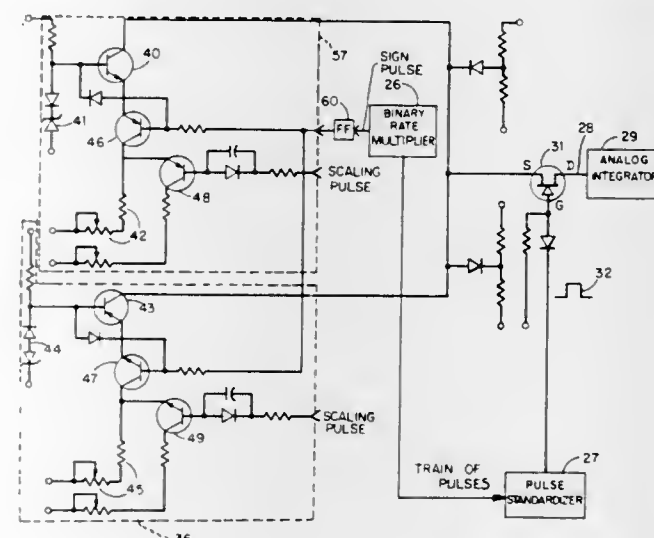 40
57
SIGN
PULSE
26
60
FF
BINARY
RATE
MULTIPLIER
41
46
31
28
29
S
D
G
ANALOG
INTEGRATOR
SCALING
PULSE
48
42
32
43
44
47
SCALING
PULSE
49
45
TRAIN OF
PULSES
27
PULSE
STANDARDIZER